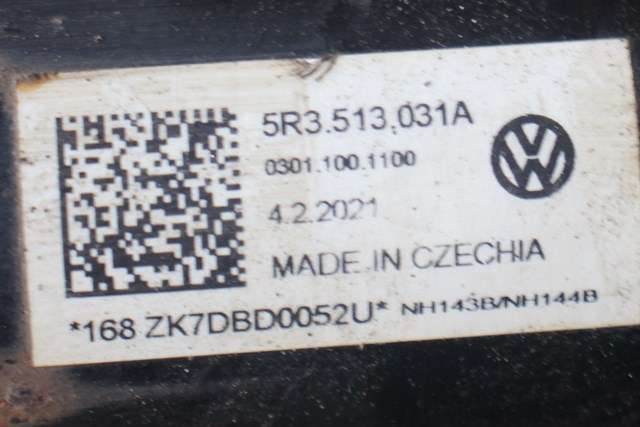 5R3.513.031A
0301.100.1100
4.2.2021
MADE IN CZECHIA
*168 ZK7DBD0052U* NH143B/NH144B